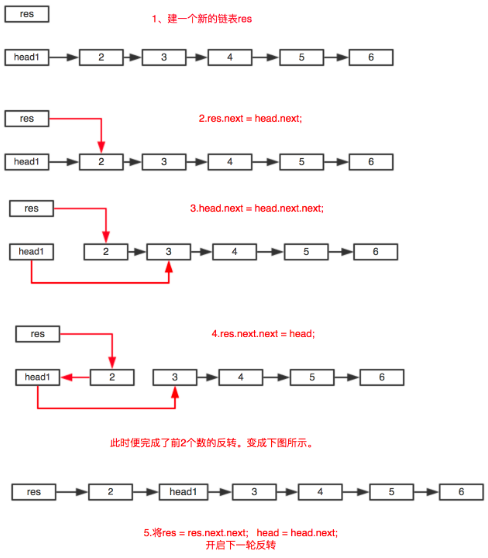 res
1、建一个新的链表res
head1 2 3 4 5 6
res
2.res.next = head.next;
head1 2 3 4 5 6
res
3.head.next = head.next.next;
head1 2 3 4 5 6
res
4.res.next.next = head;
head1 2 3 4 5 6
此时便完成了前2个数的反转。变成下图所示。
res 2 head1 3 4 5 6
5.将res = res.next.next; head = head.next;
开启下一轮反转